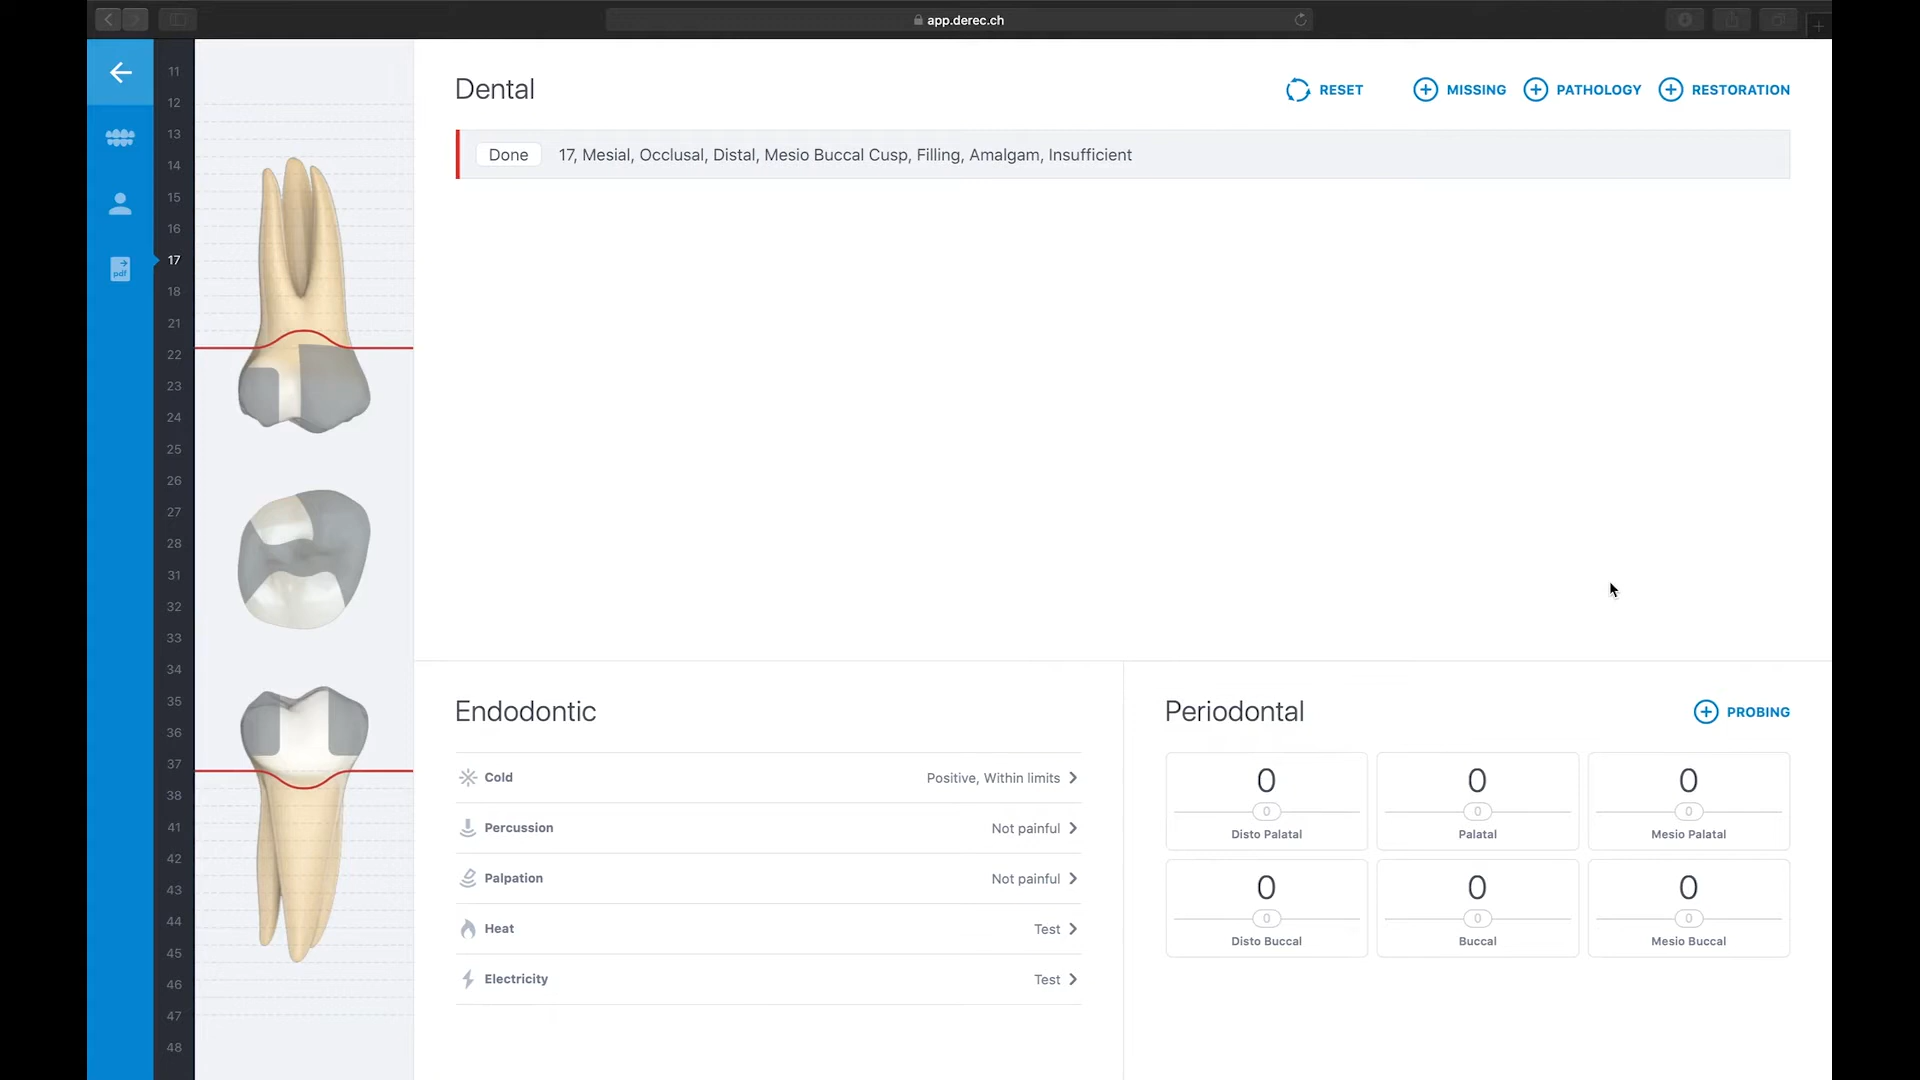 app.derec.ch
pdf
11
12
13
14
15
16
17
18
21
22
23
24
25
26
27
28
31
32
33
34
35
36
37
38
41
42
43
44
45
46
47
48
Dental
RESET
MISSING
PATHOLOGY
RESTORATION
Done 17, Mesial, Occlusal, Distal, Mesio Buccal Cusp, Filling, Amalgam, Insufficient
Endodontic
Cold Positive, Within limits
Percussion Not painful
Palpation Not painful
Heat Test
Electricity Test
Periodontal
PROBING
0 0 0
0 0 0
Disto Palatal Palatal Mesio Palatal
0 0 0
0 0 0
Disto Buccal Buccal Mesio Buccal